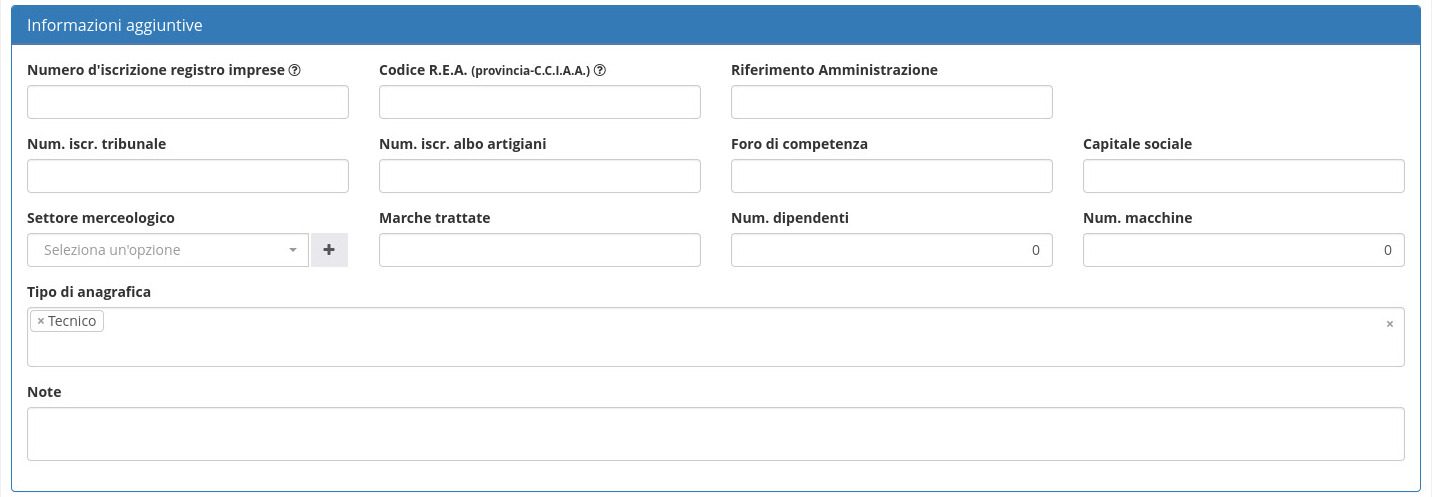 Informazioni aggiuntive
Numero d'iscrizione registro imprese Codice R.E.A. (provincia-C.C.I.A.A.) Riferimento Amministrazione
Num. iscr. tribunale Num. iscr. albo artigiani Foro di competenza Capitale sociale
Settore merceologico Marche trattate Num. dipendenti Num. macchine
Seleziona un'opzione + 0 0
Tipo di anagrafica
× Tecnico ×
Note